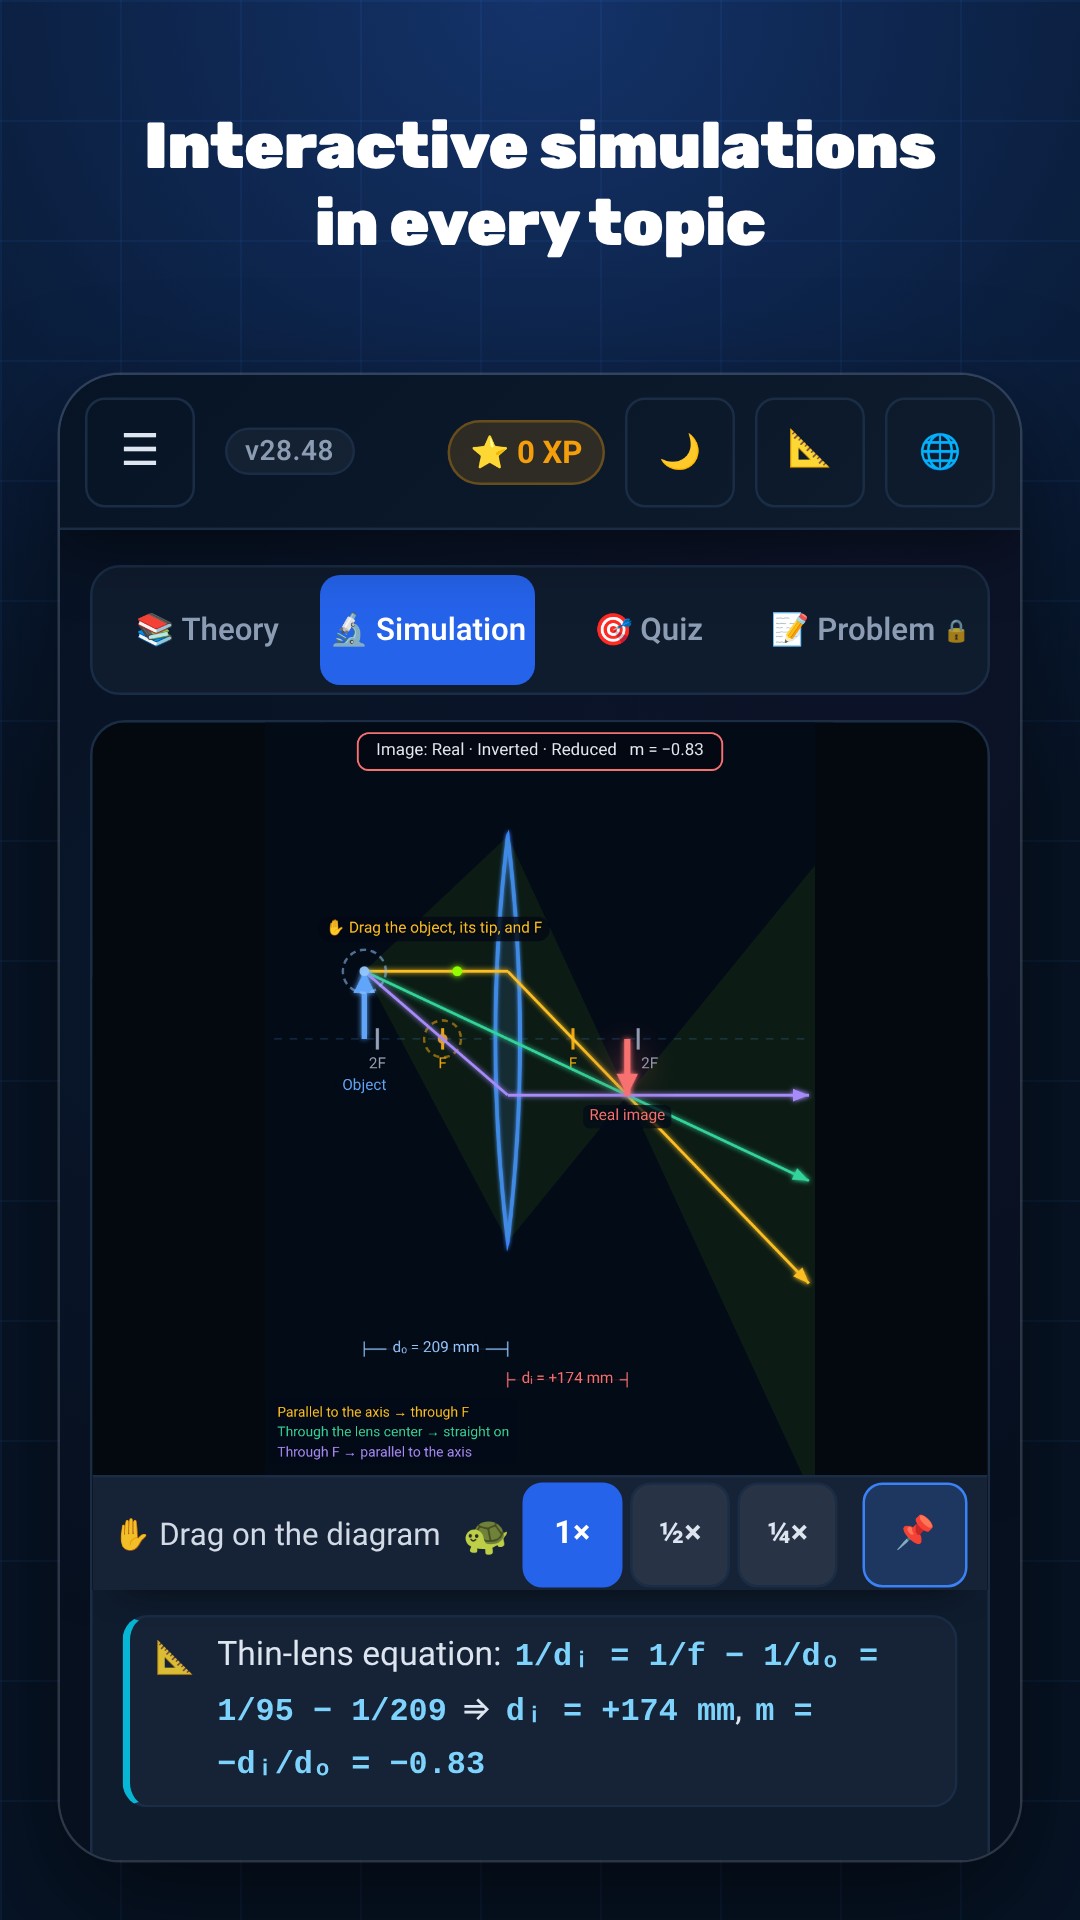 Interactive simulations
in every topic
v28.48
⭐ 0 XP
📚 Theory
🔬 Simulation
🎯 Quiz
📝 Problem 🔒
Image: Real · Inverted · Reduced m = −0.83
✋ Drag the object, its tip, and F
2F
F
F
2F
Object
Real image
dₒ = 209 mm
dᵢ = +174 mm
Parallel to the axis → through F
Through the lens center → straight on
Through F → parallel to the axis
✋ Drag on the diagram
1×
½×
¼×
Thin-lens equation: 1/dᵢ = 1/f − 1/dₒ =
1/95 − 1/209 ⇒ dᵢ = +174 mm, m =
−dᵢ/dₒ = −0.83